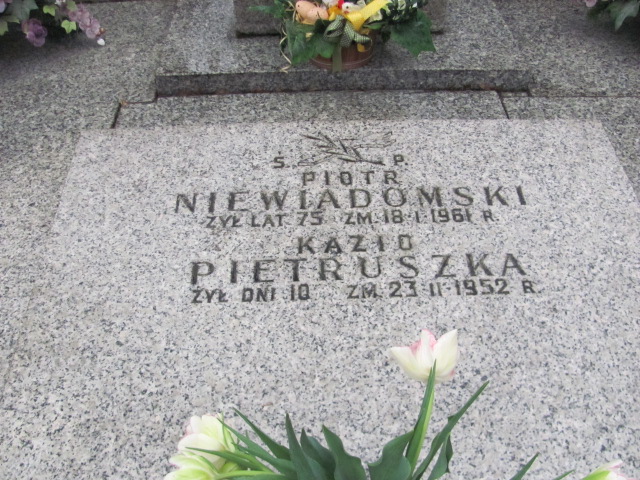 Ś. P.
PIOTR
NIEWIADOMSKI
ŻYŁ LAT 75 ZM. 18 I. 1961 R.
KAZIO
PIETRUSZKA
ŻYŁ DNI 10 ZM. 23 II 1952 R.